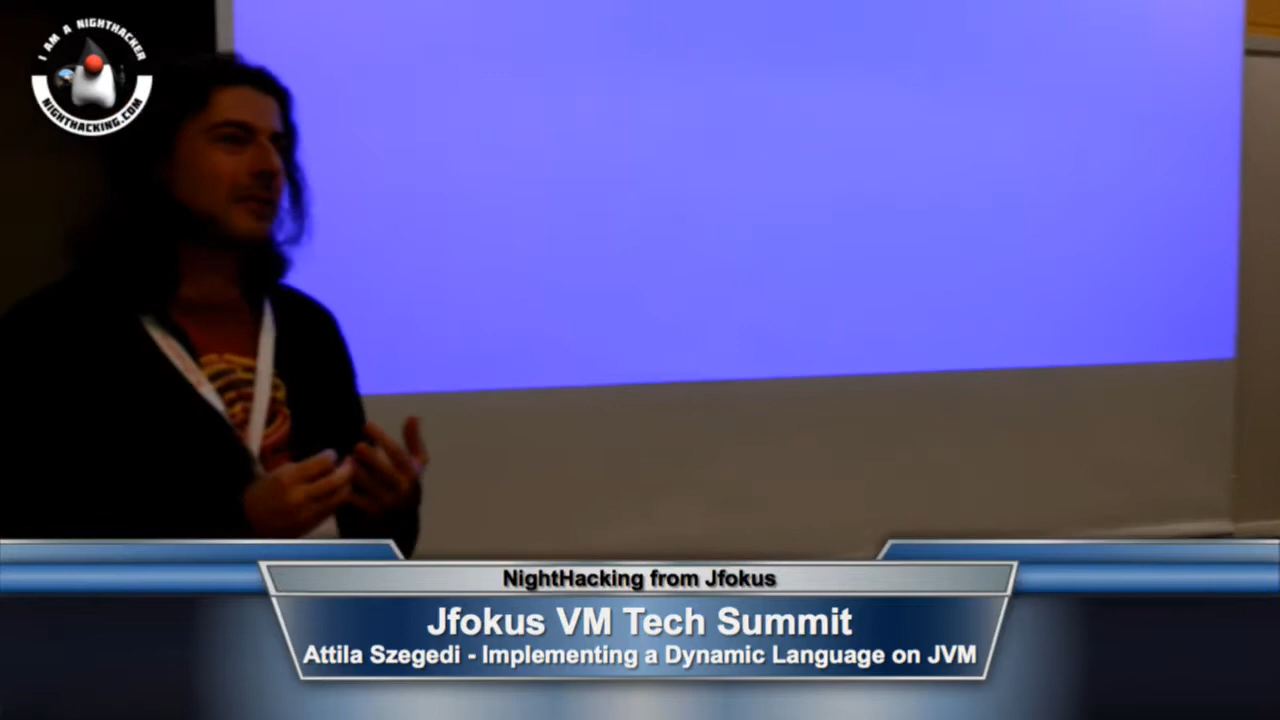 I AM A NIGHTHACKER
NIGHTHACKING.COM
NightHacking from Jfokus
Jfokus VM Tech Summit
Attila Szegedi - Implementing a Dynamic Language on JVM